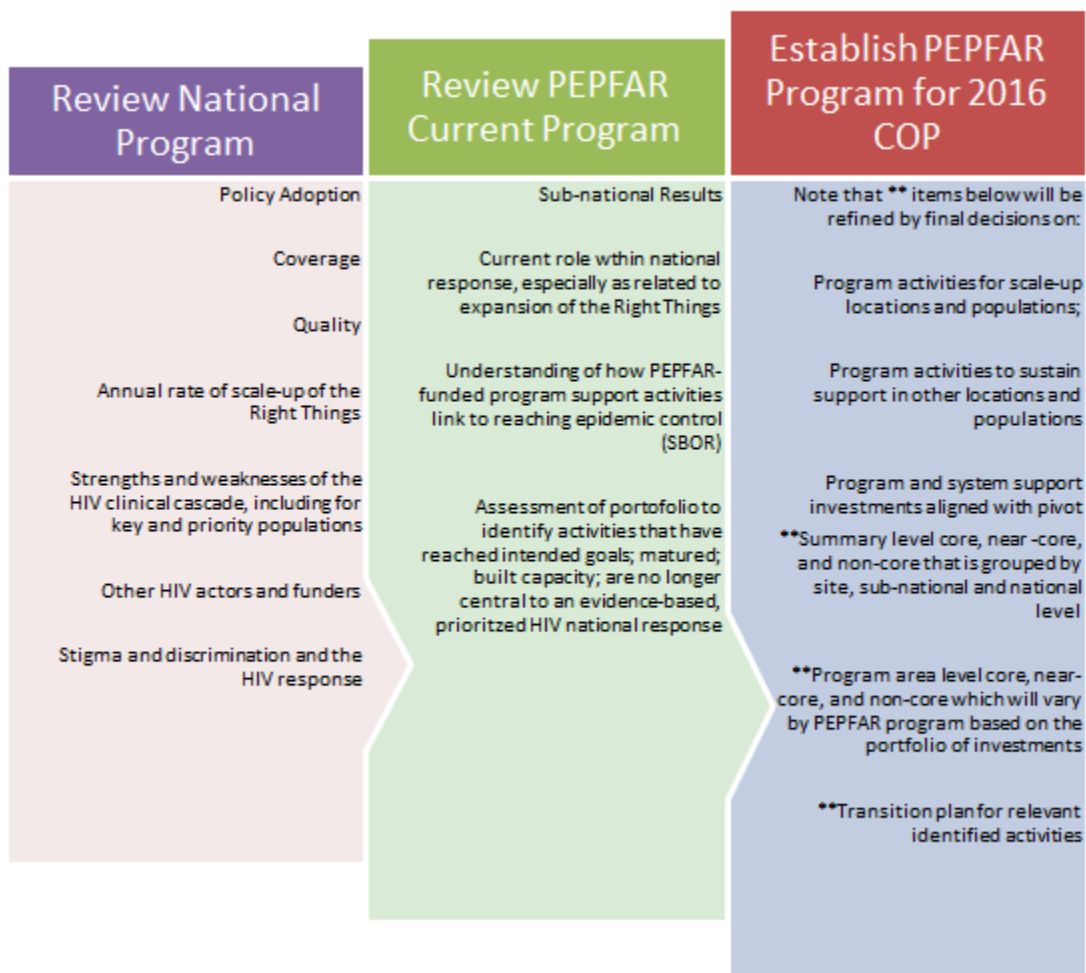 Review National
Program
Policy Adoption
Coverage
Quality
Annual rate of scale-up of the
Right Things
Strengths and weaknesses of the
HIV clinical cascade, including for
key and priority populations
Other HIV actors and funders
Stigma and discrimination and the
HIV response
Review PEPFAR
Current Program
Sub-national Results
Current role wthin national
response, especially as related to
expansion of the Right Things
Understanding of how PEPFAR-
funded program support activities
link to reaching epidemic control
(SBOR)
Assessment of portofolio to
identify activities that have
reached intended goals; matured;
built capacity; are no longer
central to an evidence-based,
prioritzed HIV national response
Establish PEPFAR
Program for 2016
COP
Note that ** items below will be
refined by final decisions on:
Program activities for scale-up
locations and populations;
Program activities to sustain
support in other locations and
populations
Program and system support
investments aligned with pivot
**Summary level core, near -core,
and non-core that is grouped by
site, sub-national and national
level
**Program area level core, near-
core, and non-core which will vary
by PEPFAR program based on the
portfolio of investments
**Transition plan for relevant
identified activities